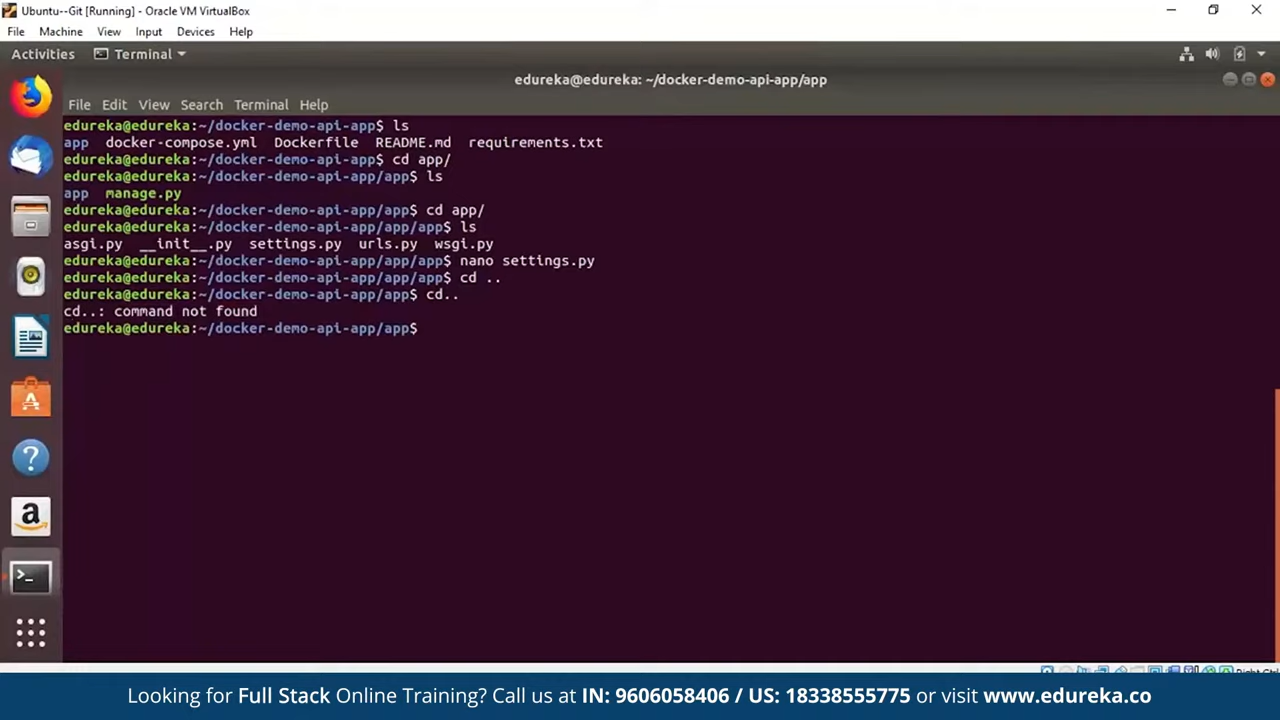 Ubuntu--Git [Running] - Oracle VM VirtualBox
File Machine View Input Devices Help
Activities Terminal
edureka@edureka: ~/docker-demo-api-app/app
File Edit View Search Terminal Help
edureka@edureka:~/docker-demo-api-app$ ls
app docker-compose.yml Dockerfile README.md requirements.txt
edureka@edureka:~/docker-demo-api-app$ cd app/
edureka@edureka:~/docker-demo-api-app/app$ ls
app manage.py
edureka@edureka:~/docker-demo-api-app/app$ cd app/
edureka@edureka:~/docker-demo-api-app/app/app$ ls
asgi.py __init__.py settings.py urls.py wsgi.py
edureka@edureka:~/docker-demo-api-app/app/app$ nano settings.py
edureka@edureka:~/docker-demo-api-app/app/app$ cd ..
edureka@edureka:~/docker-demo-api-app/app$ cd..
cd..: command not found
edureka@edureka:~/docker-demo-api-app/app$
a
Looking for Full Stack Online Training? Call us at IN: 9606058406 / US: 18338555775 or visit www.edureka.co